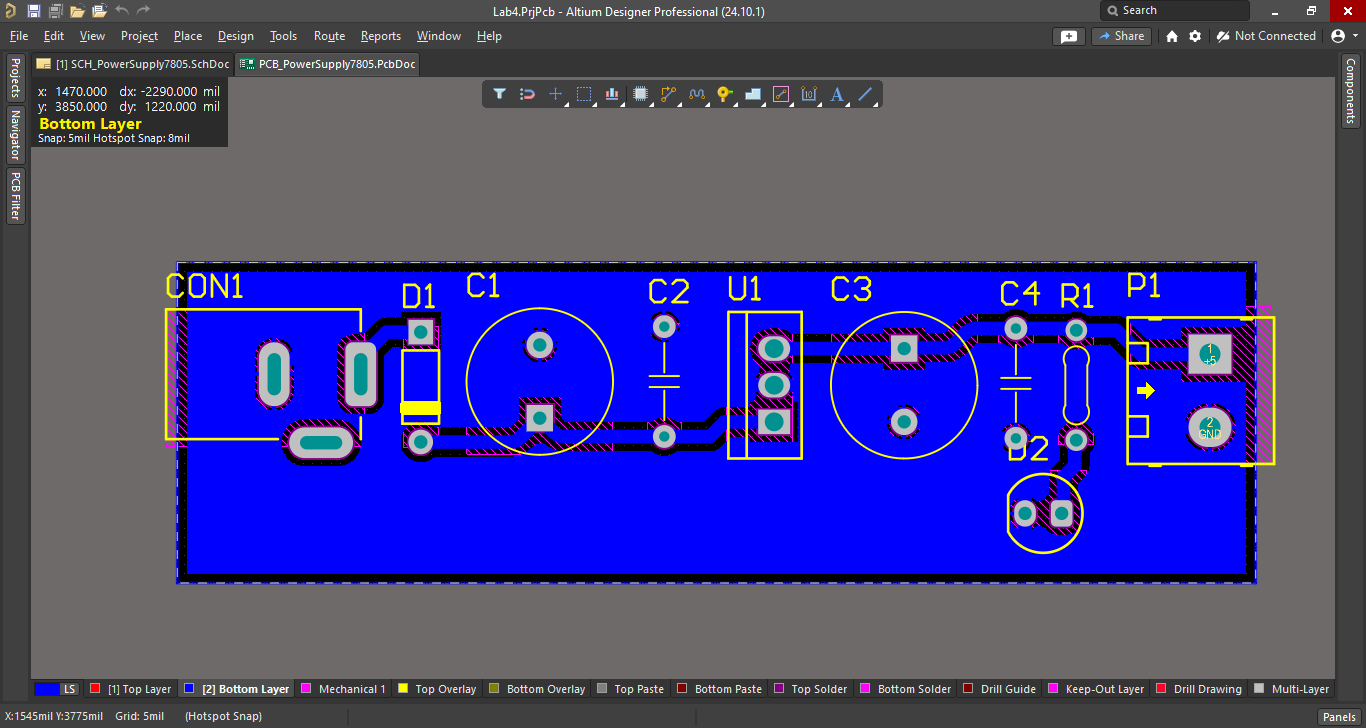 Lab4.PrjPcb - Altium Designer Professional (24.10.1)
Search
File Edit View Project Place Design Tools Route Reports Window Help
Share
Not Connected
[1] SCH_PowerSupply7805.SchDoc
PCB_PowerSupply7805.PcbDoc
Projects
Navigator
PCB Filter
Components
x: 1470.000 dx: -2290.000 mil
y: 3850.000 dy: 1220.000 mil
Bottom Layer
Snap: 5mil Hotspot Snap: 8mil
CON1
D1
C1
C2
U1
C3
C4
R1
P1
1
+5
2
GND
D2
LS [1] Top Layer [2] Bottom Layer Mechanical 1 Top Overlay Bottom Overlay Top Paste Bottom Paste Top Solder Bottom Solder Drill Guide Keep-Out Layer Drill Drawing Multi-Layer
X:1545mil Y:3775mil Grid: 5mil (Hotspot Snap)
Panels